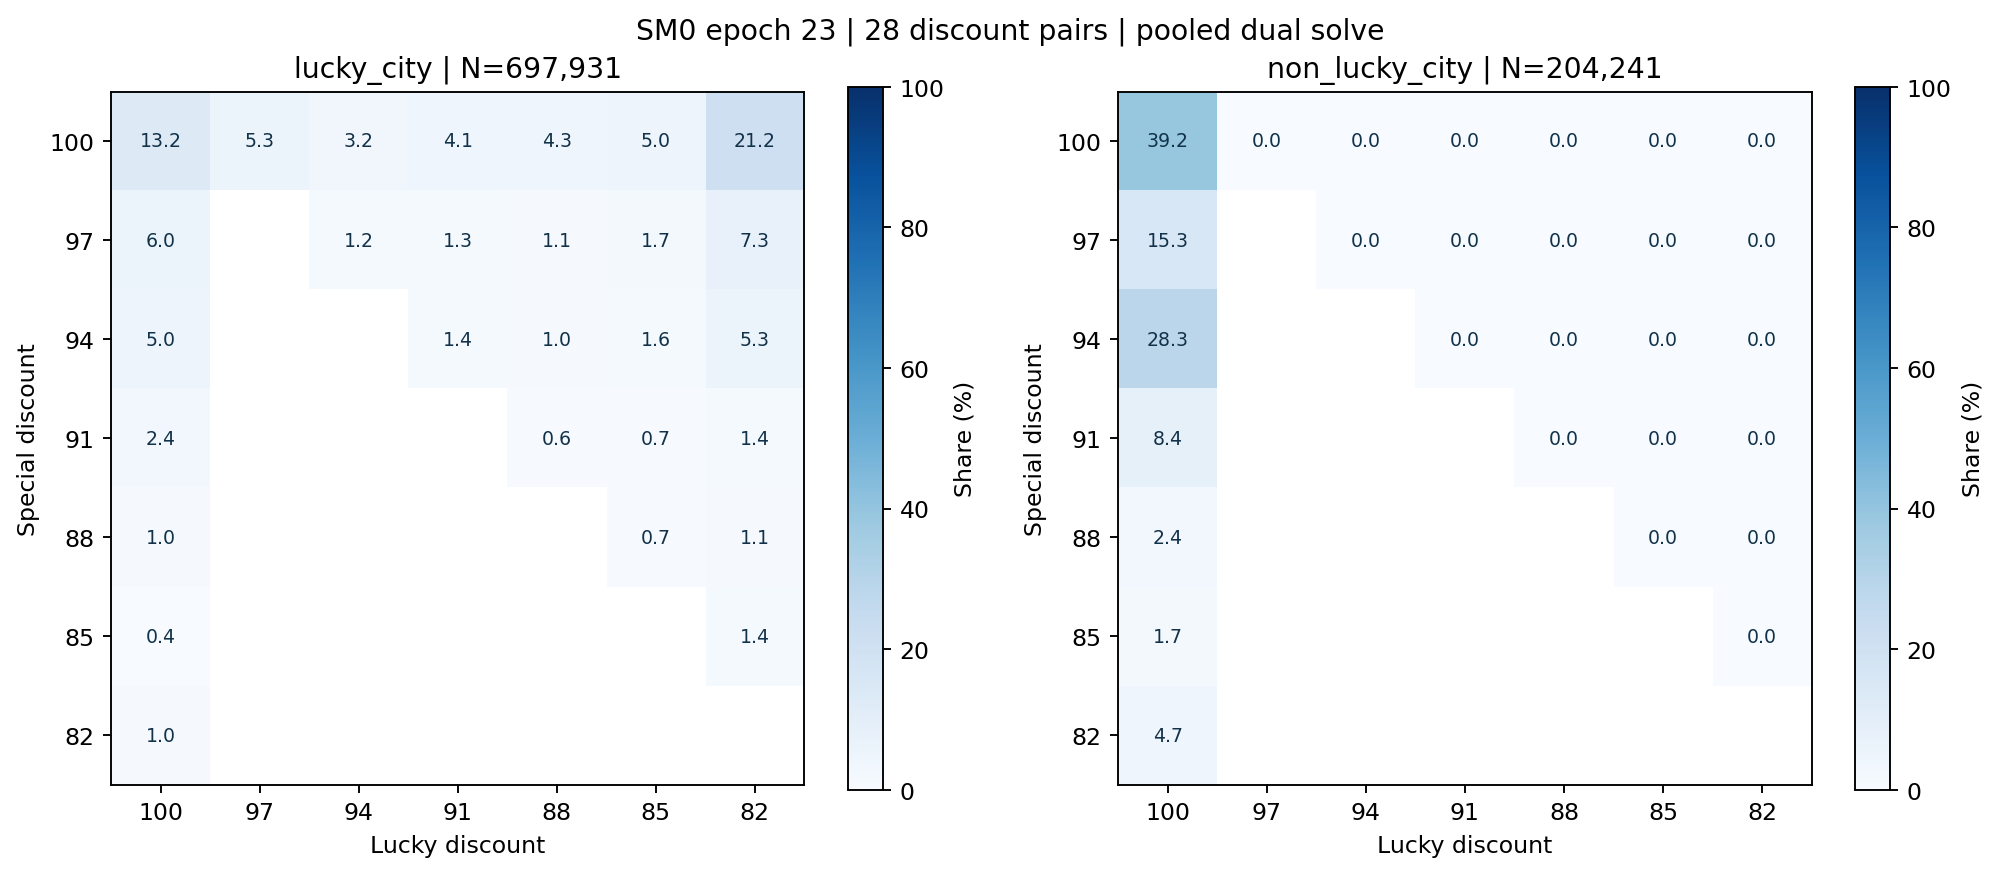 SM0 epoch 23 | 28 discount pairs | pooled dual solve
lucky_city | N=697,931
Special discount
100 13.2 5.3 3.2 4.1 4.3 5.0 21.2
97 6.0 1.2 1.3 1.1 1.7 7.3
94 5.0 1.4 1.0 1.6 5.3
91 2.4 0.6 0.7 1.4
88 1.0 0.7 1.1
85 0.4 1.4
82 1.0
100 97 94 91 88 85 82
Lucky discount
100
80
60
40
20
0
Share (%)
non_lucky_city | N=204,241
Special discount
100 39.2 0.0 0.0 0.0 0.0 0.0 0.0
97 15.3 0.0 0.0 0.0 0.0 0.0
94 28.3 0.0 0.0 0.0 0.0
91 8.4 0.0 0.0 0.0
88 2.4 0.0 0.0
85 1.7 0.0
82 4.7
100 97 94 91 88 85 82
Lucky discount
100
80
60
40
20
0
Share (%)